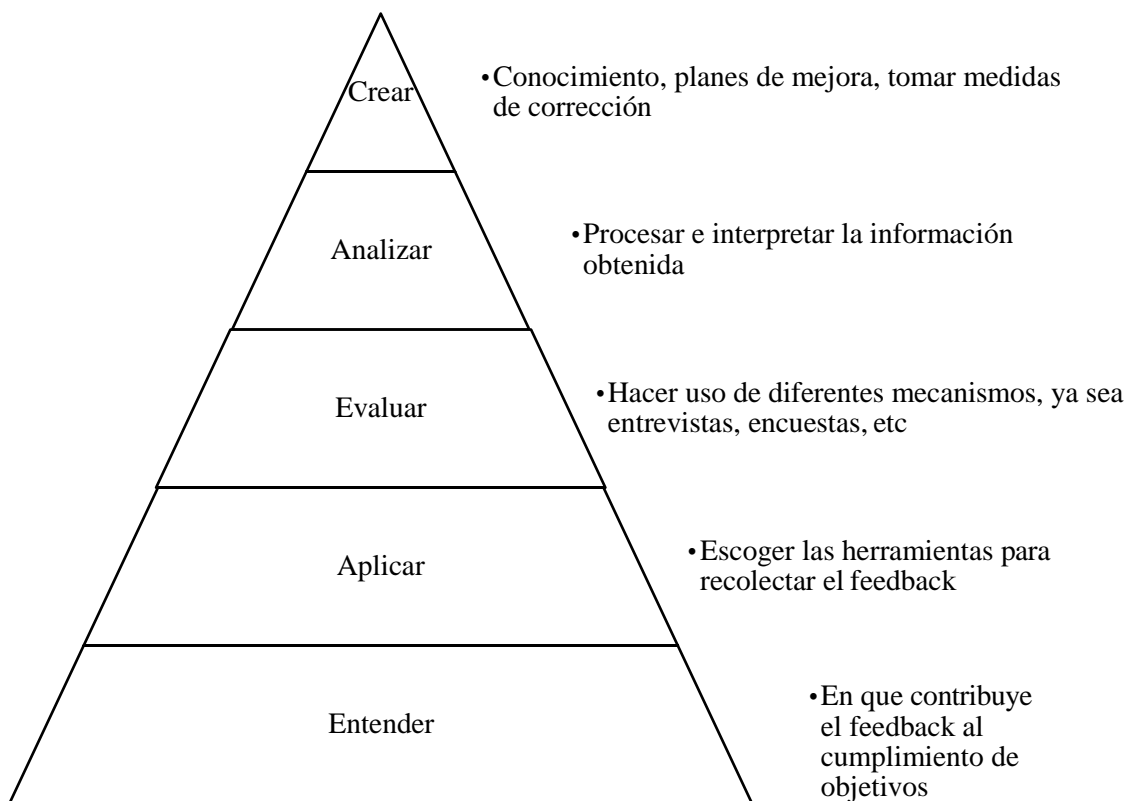 Crear
•Conocimiento, planes de mejora, tomar medidas
de corrección
Analizar
•Procesar e interpretar la información
obtenida
Evaluar
•Hacer uso de diferentes mecanismos, ya sea
entrevistas, encuestas, etc
Aplicar
•Escoger las herramientas para
recolectar el feedback
Entender
•En que contribuye
el feedback al
cumplimiento de
objetivos